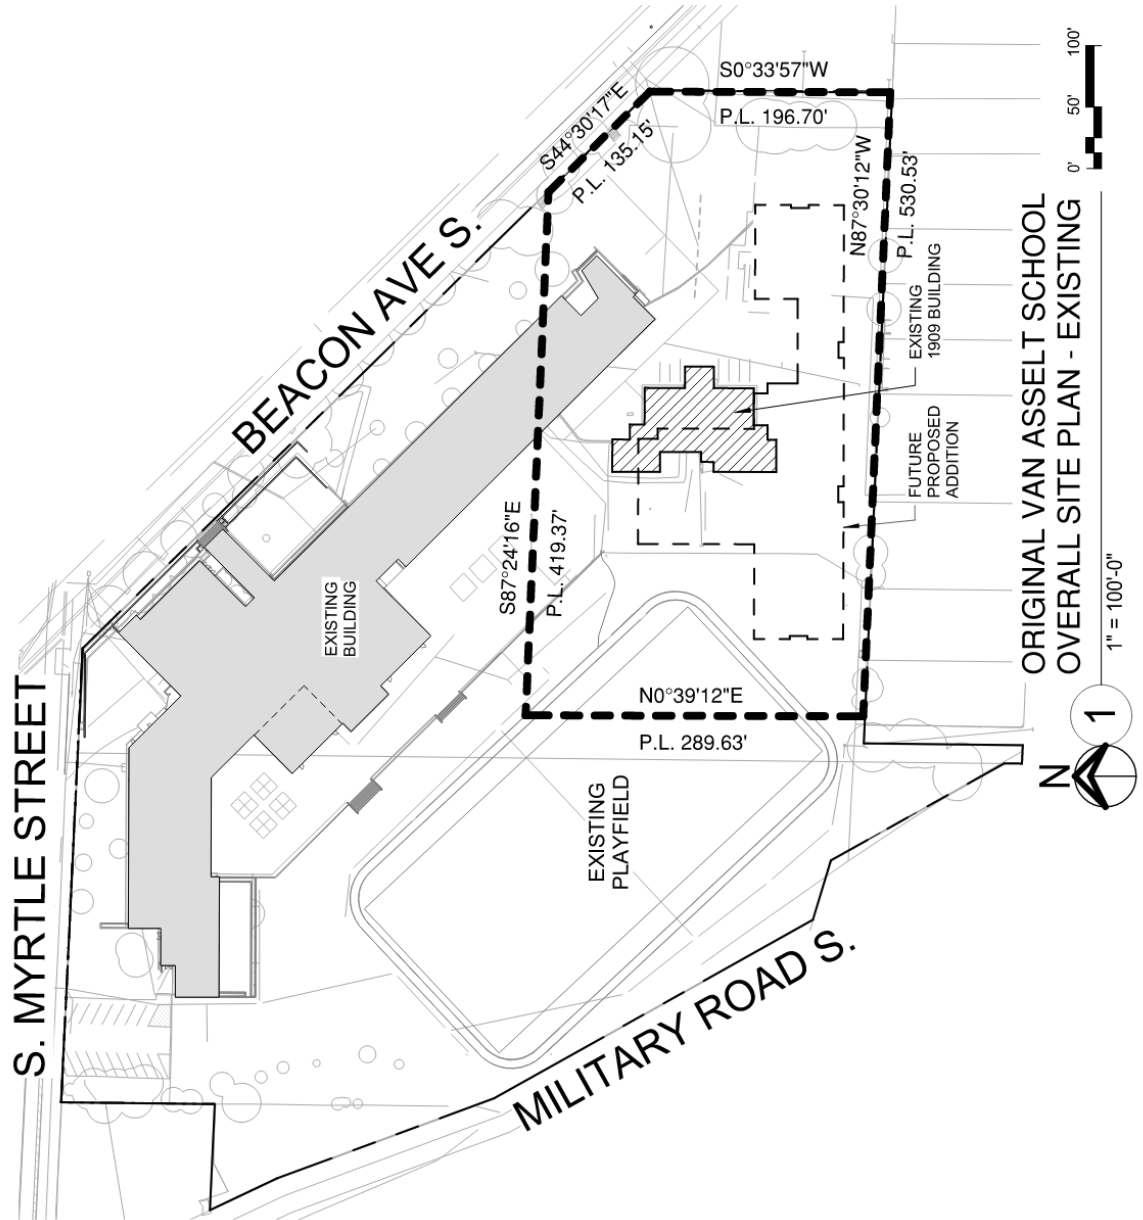 S. MYRTLE STREET
BEACON AVE S.
S44°30'17"E
P.L. 135.15'
S0°33'57"W
P.L. 196.70'
N87°30'12"W
P.L. 530.53'
S87°24'16"E
P.L. 419.37'
N0°39'12"E
P.L. 289.63'
EXISTING
BUILDING
EXISTING
1909 BUILDING
FUTURE
PROPOSED
ADDITION
EXISTING
PLAYFIELD
MILITARY ROAD S.
N
1
ORIGINAL VAN ASSELT SCHOOL
OVERALL SITE PLAN - EXISTING
1" = 100'-0"
0' 50' 100'